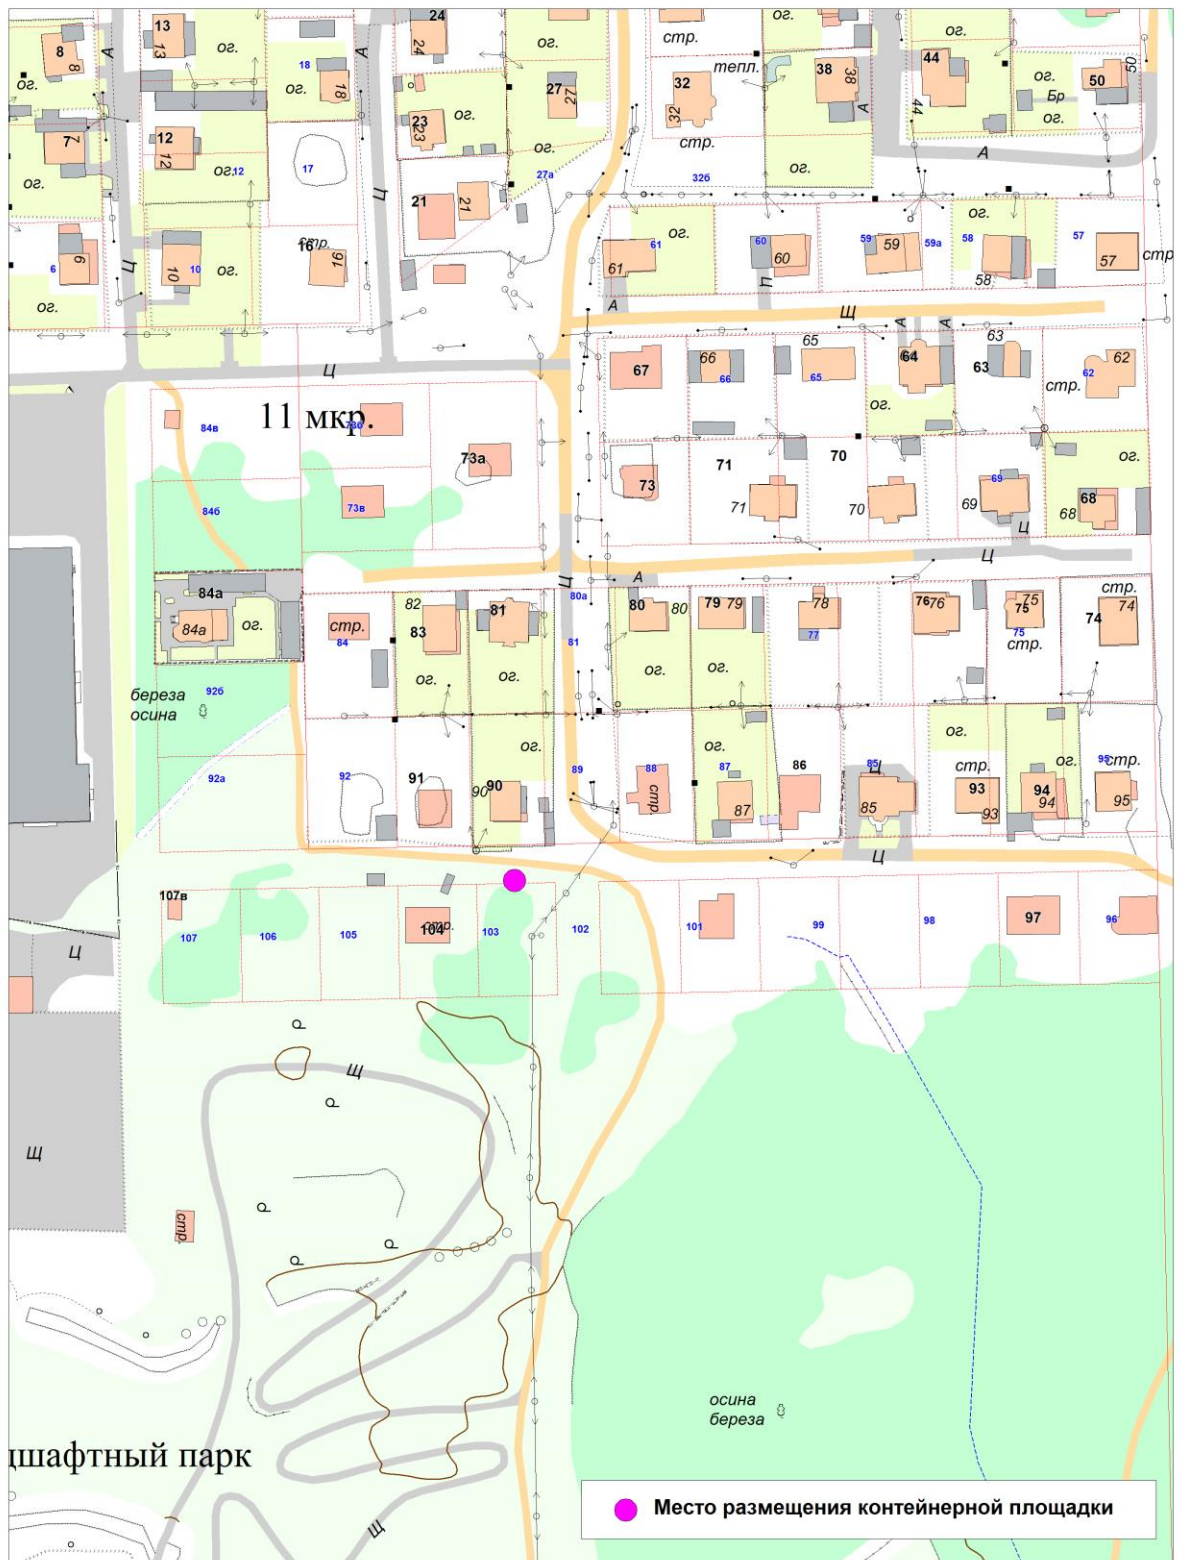 24
стр.
13
8
А
13
8
ог.
А
24
ог.
ог.
тепл.
38
38
44
50
50
ог.
18
18
27
27
32
32
ог.
Бр
ог.
7
7
12
12
23
23
ог.
А
44
стр.
А
ог.
ог.
12
17
27а
ог.
32б
ог.
Ц
21
21
ог.
61
60
59
59
59а
58
57
16
стр.
ог.
6
6
Ц
10
10
ог.
16
61
60
58
57
стр.
ог.
А
П
Щ
А
А
Ц
67
66
66
65
65
64
63
63
62
62
стр.
11 мкр.
73б
84в
ог.
73а
73
71
70
ог.
84б
73в
71
70
69
69
68
68
Ц
Ц
Ц
А
84а
84а
ог.
стр.
84
82
83
81
80а
80
80
79
79
78
77
76
76
75
75
75
стр.
74
74
81
стр.
ог.
ог.
ог.
ог.
92б
береза
осина
92а
92
91
90
90
ог.
89
88
стр.
ог.
87
87
86
85
Ц
85
ог.
стр.
93
93
ог.
94
94
95
стр.
95
Ц
107в
107
106
105
104
стр.
103
102
101
99
98
97
96
Ц
Р
Щ
Р
Щ
Р
Р
Р
стр.
осина
береза
дшафтный парк
Щ
Место размещения контейнерной площадки